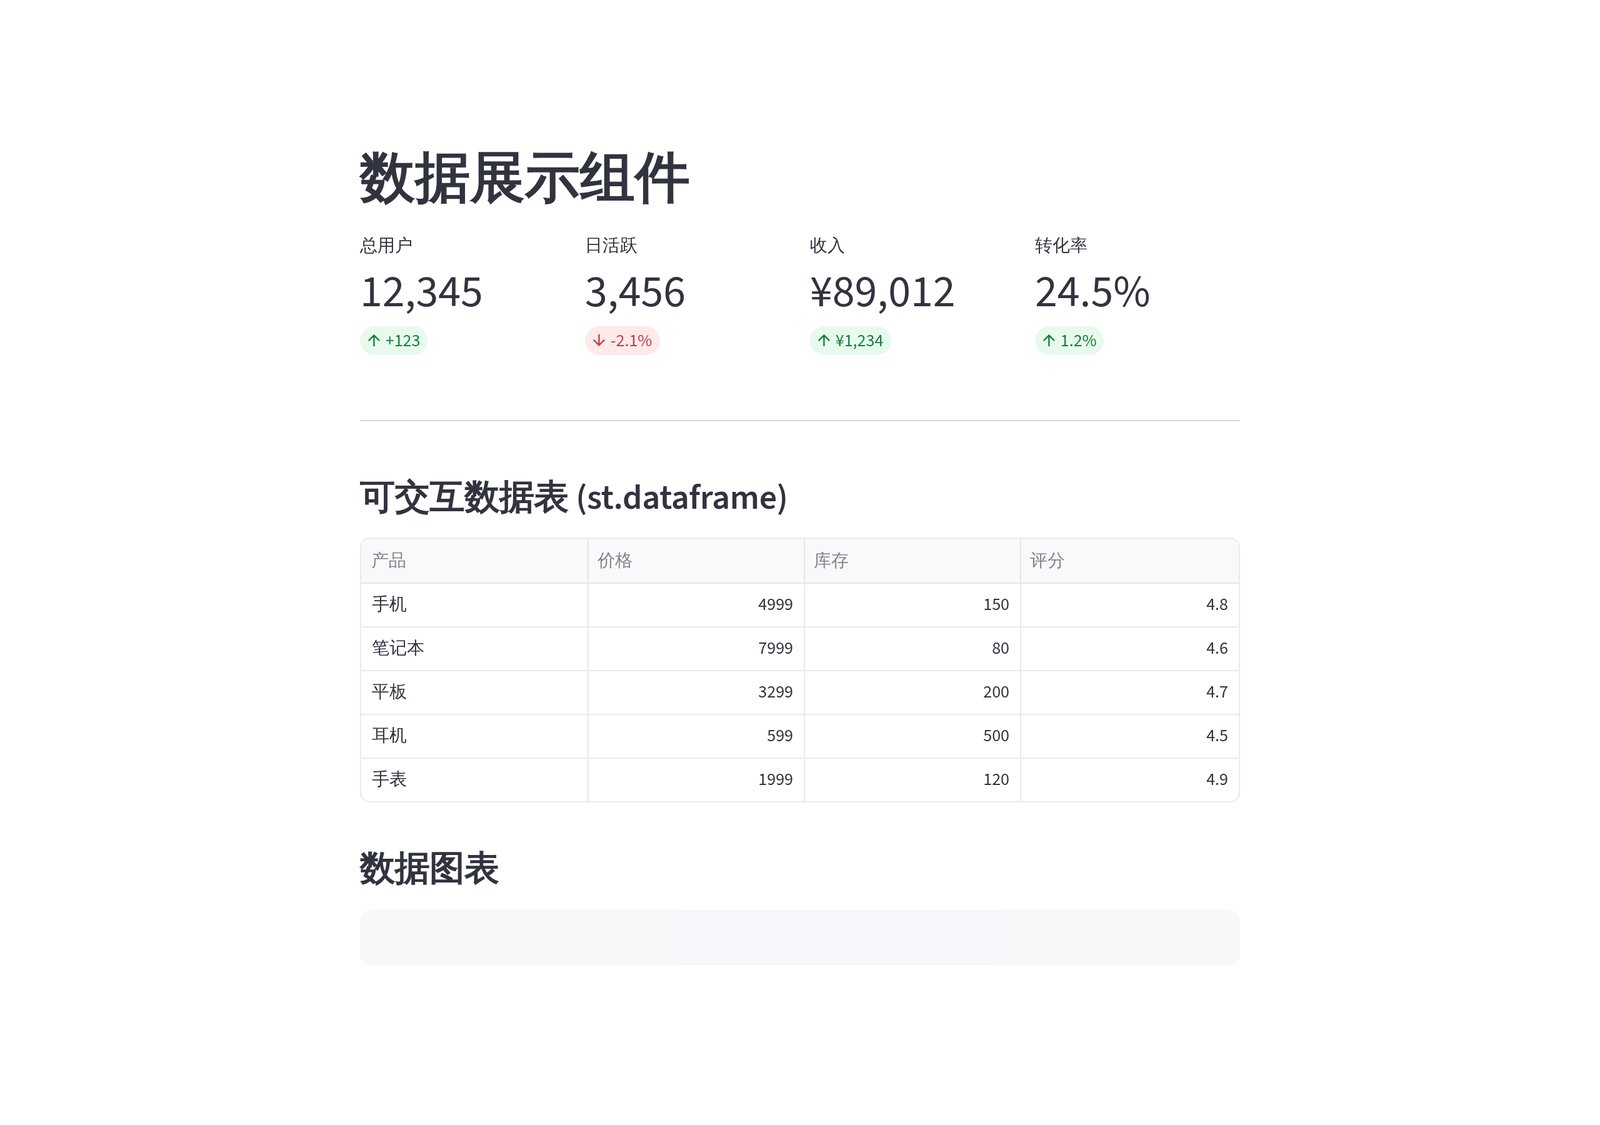 数据展示组件
总用户 日活跃 收入 转化率
12,345 3,456 ¥89,012 24.5%
↑ +123 ↓ -2.1% ↑ ¥1,234 ↑ 1.2%
可交互数据表 (st.dataframe)
产品 价格 库存 评分
手机 4999 150 4.8
笔记本 7999 80 4.6
平板 3299 200 4.7
耳机 599 500 4.5
手表 1999 120 4.9
数据图表